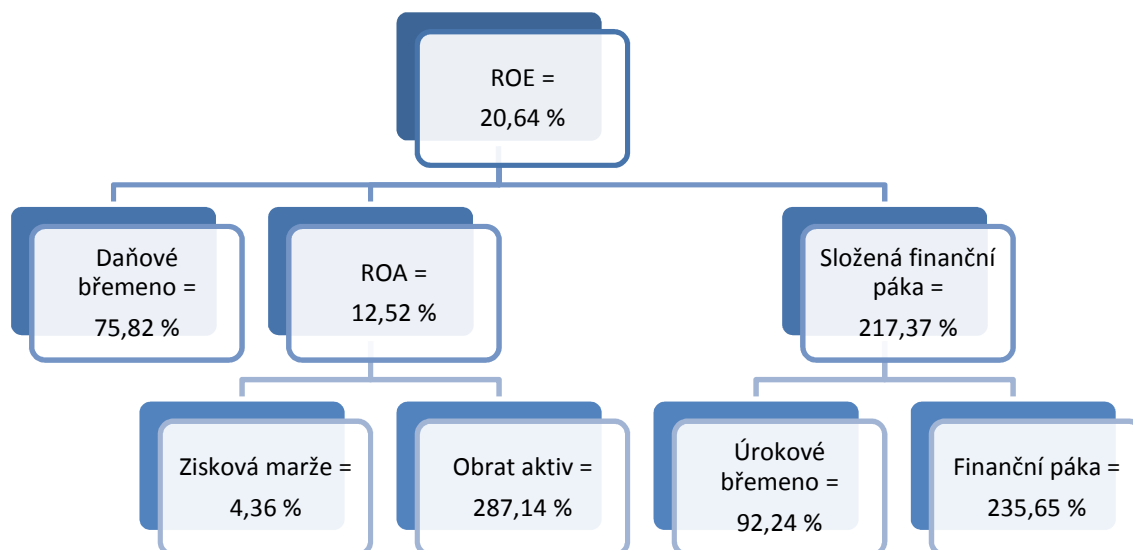 ROE =
20,64 %
Daňové
břemeno =
75,82 %
ROA =
12,52 %
Složená finanční
páka =
217,37 %
Zisková marže =
4,36 %
Obrat aktiv =
287,14 %
Úrokové
břemeno =
92,24 %
Finanční páka =
235,65 %